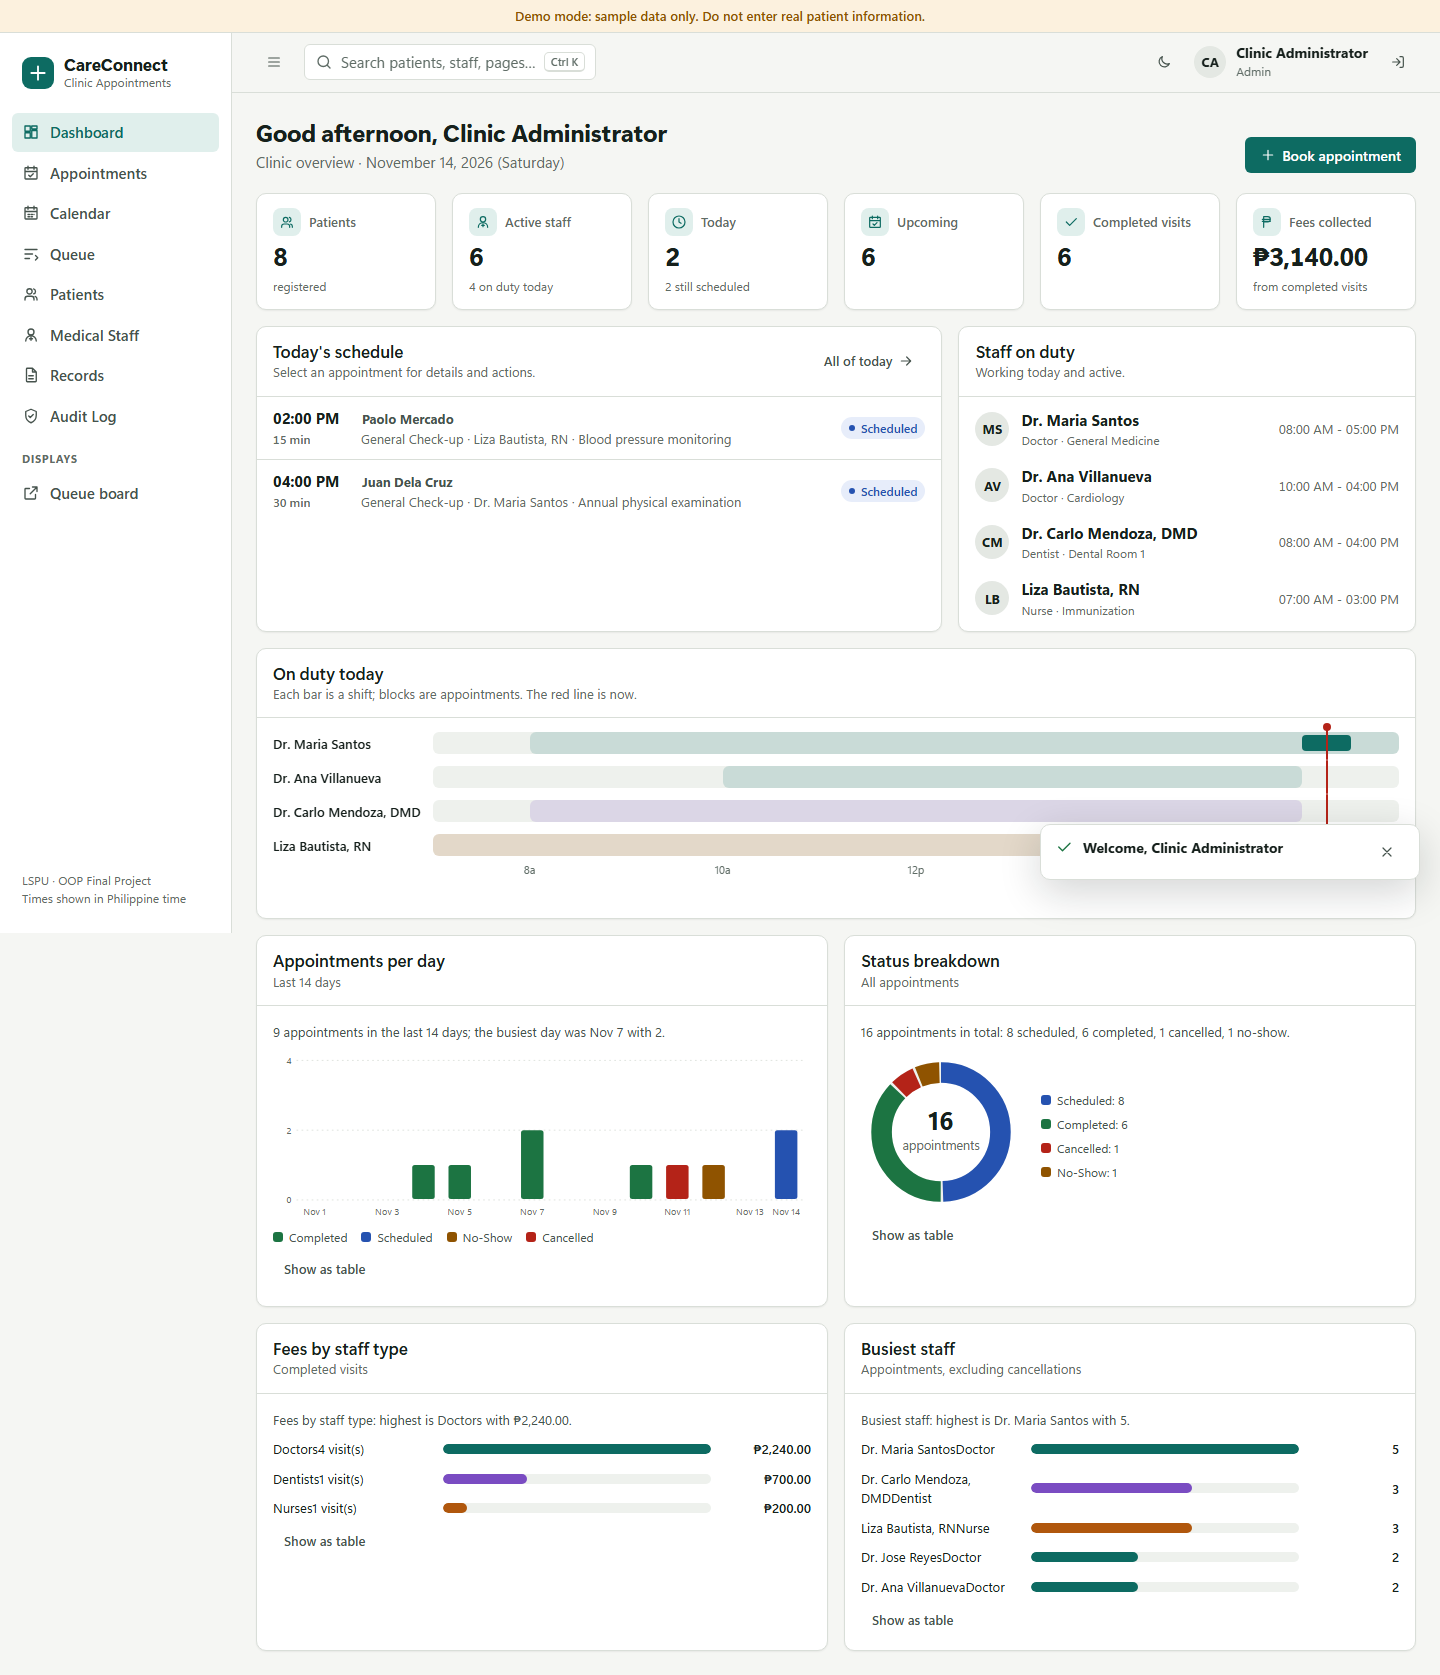 Demo mode: sample data only. Do not enter real patient information.
CareConnect
Clinic Appointments
Search patients, staff, pages... Ctrl K
CA
Clinic Administrator
Admin
Dashboard
Appointments
Calendar
Queue
Patients
Medical Staff
Records
Audit Log
DISPLAYS
Queue board
LSPU · OOP Final Project
Times shown in Philippine time
Good afternoon, Clinic Administrator
Clinic overview · November 14, 2026 (Saturday)
Book appointment
Patients
8
registered
Active staff
6
4 on duty today
Today
2
2 still scheduled
Upcoming
6
Completed visits
6
Fees collected
₱3,140.00
from completed visits
Today's schedule
Select an appointment for details and actions.
All of today
02:00 PM Paolo Mercado
15 min General Check-up · Liza Bautista, RN · Blood pressure monitoring
Scheduled
04:00 PM Juan Dela Cruz
30 min General Check-up · Dr. Maria Santos · Annual physical examination
Scheduled
Staff on duty
Working today and active.
MS
Dr. Maria Santos
Doctor · General Medicine
08:00 AM - 05:00 PM
AV
Dr. Ana Villanueva
Doctor · Cardiology
10:00 AM - 04:00 PM
CM
Dr. Carlo Mendoza, DMD
Dentist · Dental Room 1
08:00 AM - 04:00 PM
LB
Liza Bautista, RN
Nurse · Immunization
07:00 AM - 03:00 PM
On duty today
Each bar is a shift; blocks are appointments. The red line is now.
Dr. Maria Santos
Dr. Ana Villanueva
Dr. Carlo Mendoza, DMD
Liza Bautista, RN
8a 10a 12p
Welcome, Clinic Administrator
Appointments per day
Last 14 days
9 appointments in the last 14 days; the busiest day was Nov 7 with 2.
4
2
0
Nov 1 Nov 3 Nov 5 Nov 7 Nov 9 Nov 11 Nov 13 Nov 14
Completed Scheduled No-Show Cancelled
Show as table
Status breakdown
All appointments
16 appointments in total: 8 scheduled, 6 completed, 1 cancelled, 1 no-show.
16
appointments
Scheduled: 8
Completed: 6
Cancelled: 1
No-Show: 1
Show as table
Fees by staff type
Completed visits
Fees by staff type: highest is Doctors with ₱2,240.00.
Doctors4 visit(s) ₱2,240.00
Dentists1 visit(s) ₱700.00
Nurses1 visit(s) ₱200.00
Show as table
Busiest staff
Appointments, excluding cancellations
Busiest staff: highest is Dr. Maria Santos with 5.
Dr. Maria SantosDoctor 5
Dr. Carlo Mendoza,
DMDDentist 3
Liza Bautista, RNNurse 3
Dr. Jose ReyesDoctor 2
Dr. Ana VillanuevaDoctor 2
Show as table